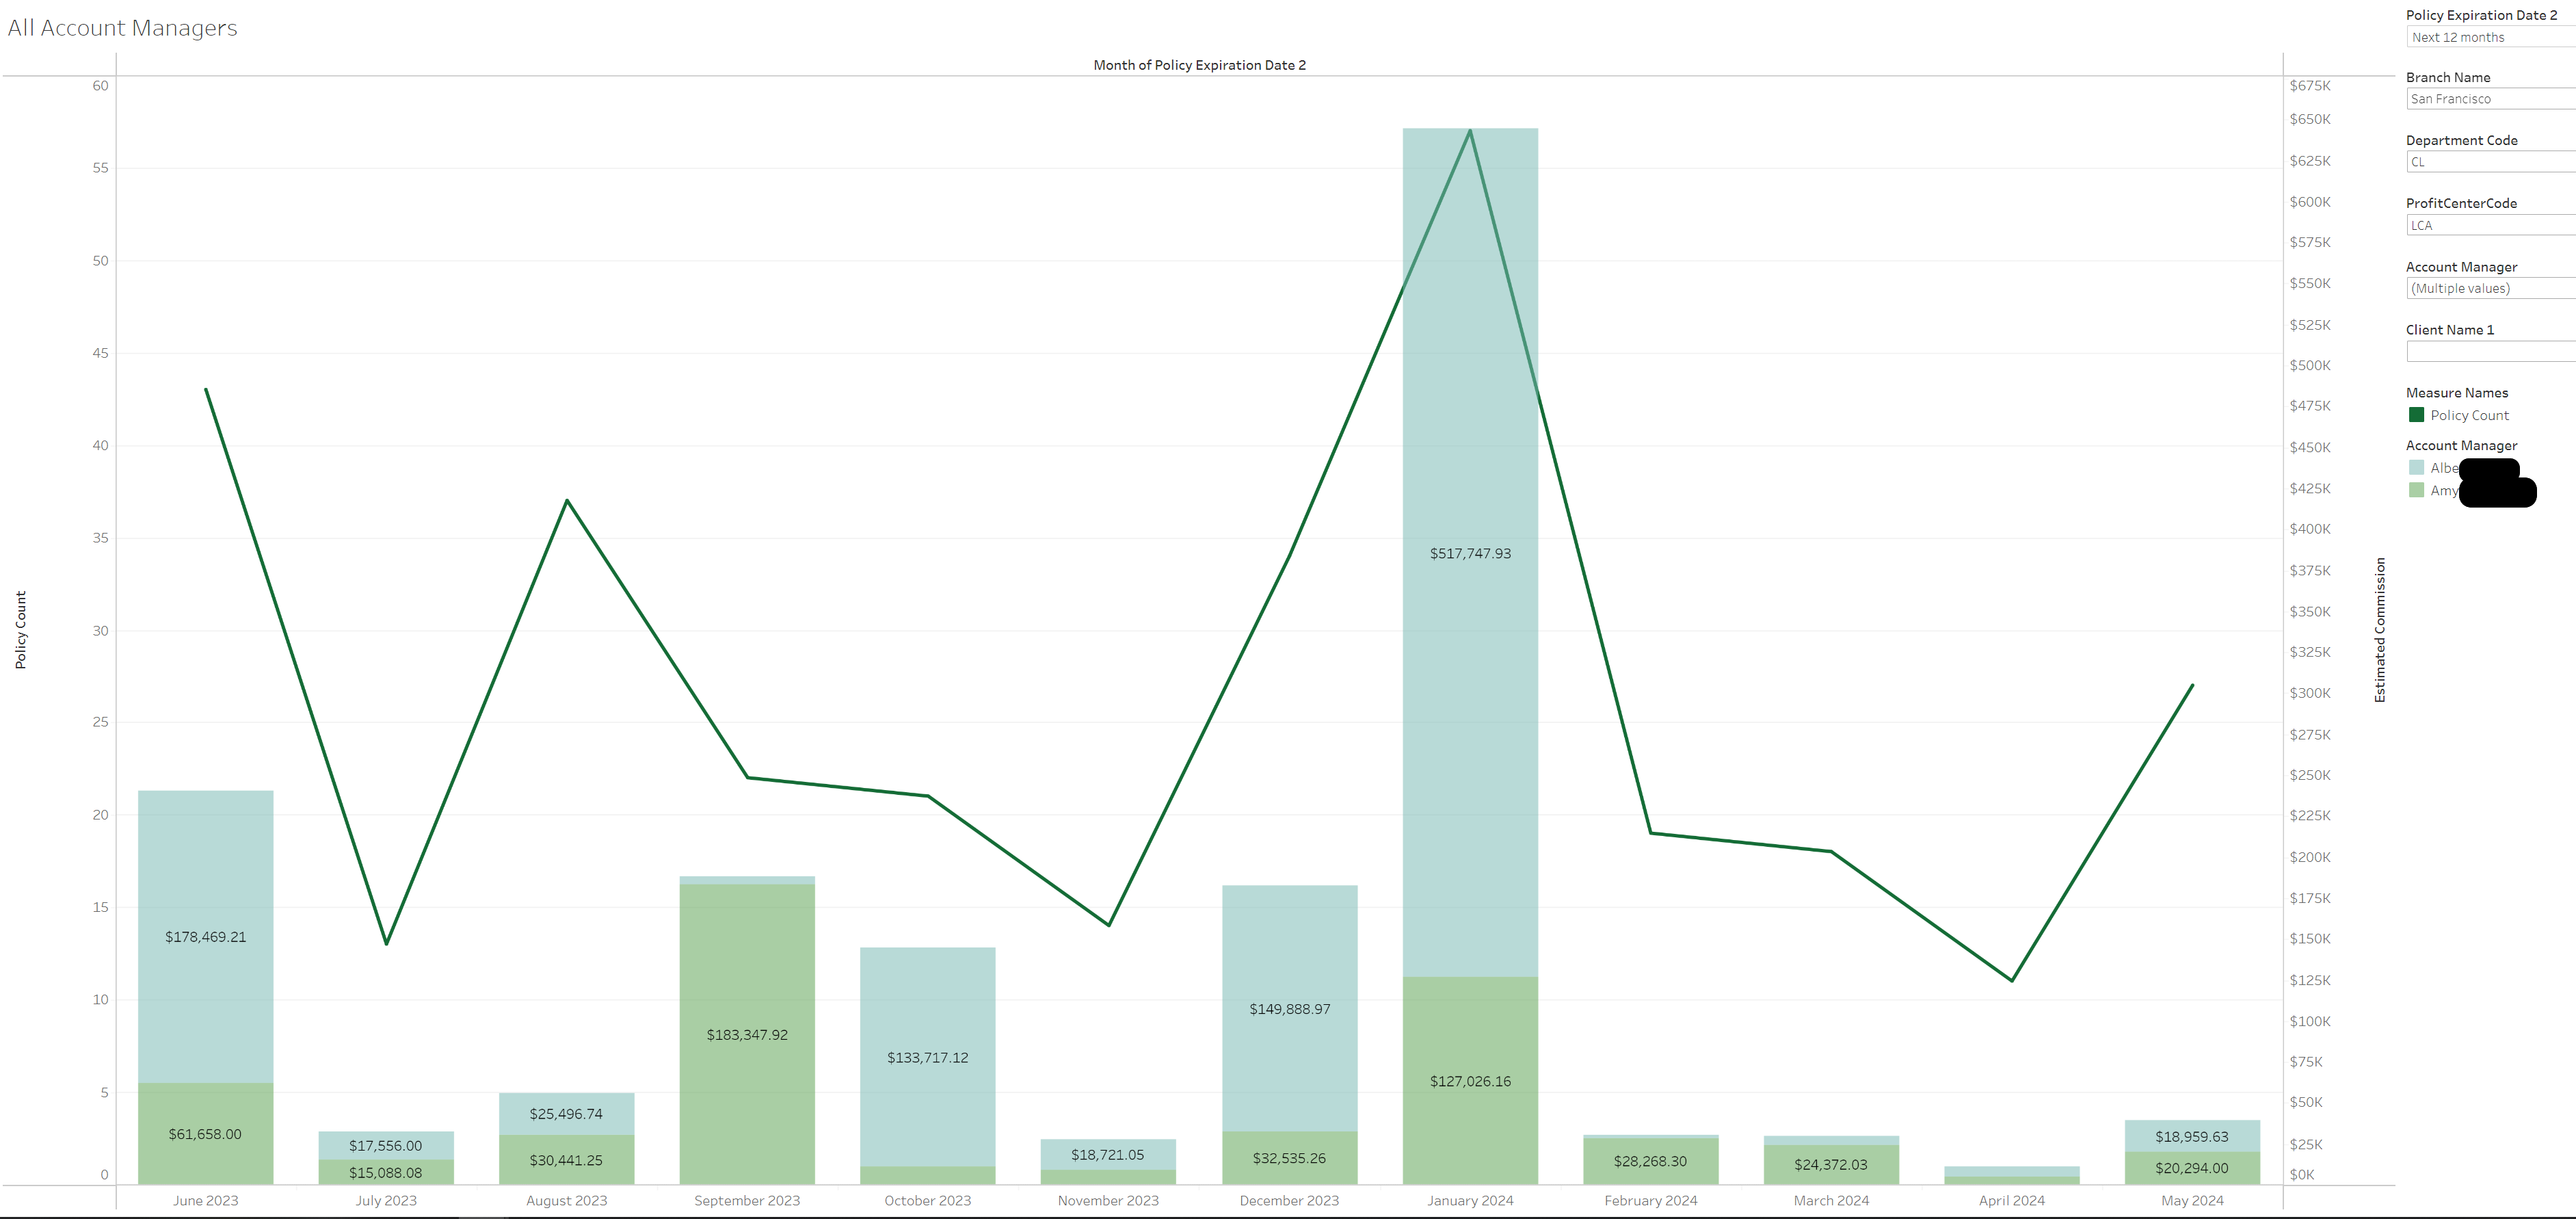 All Account Managers
Month of Policy Expiration Date 2
Policy Count
60
55
50
45
40
35
30
25
20
15
10
5
0
$178,469.21
$61,658.00
$17,556.00
$15,088.08
$25,496.74
$30,441.25
$183,347.92
$133,717.12
$18,721.05
$149,888.97
$32,535.26
$517,747.93
$127,026.16
$28,268.30
$24,372.03
$18,959.63
$20,294.00
June 2023
July 2023
August 2023
September 2023
October 2023
November 2023
December 2023
January 2024
February 2024
March 2024
April 2024
May 2024
$675K
$650K
$625K
$600K
$575K
$550K
$525K
$500K
$475K
$450K
$425K
$400K
$375K
$350K
$325K
$300K
$275K
$250K
$225K
$200K
$175K
$150K
$125K
$100K
$75K
$50K
$25K
$0K
Estimated Commission
Policy Expiration Date 2
Next 12 months
Branch Name
San Francisco
Department Code
CL
ProfitCenterCode
LCA
Account Manager
(Multiple values)
Client Name 1
Measure Names
Policy Count
Account Manager
Albe
Amy